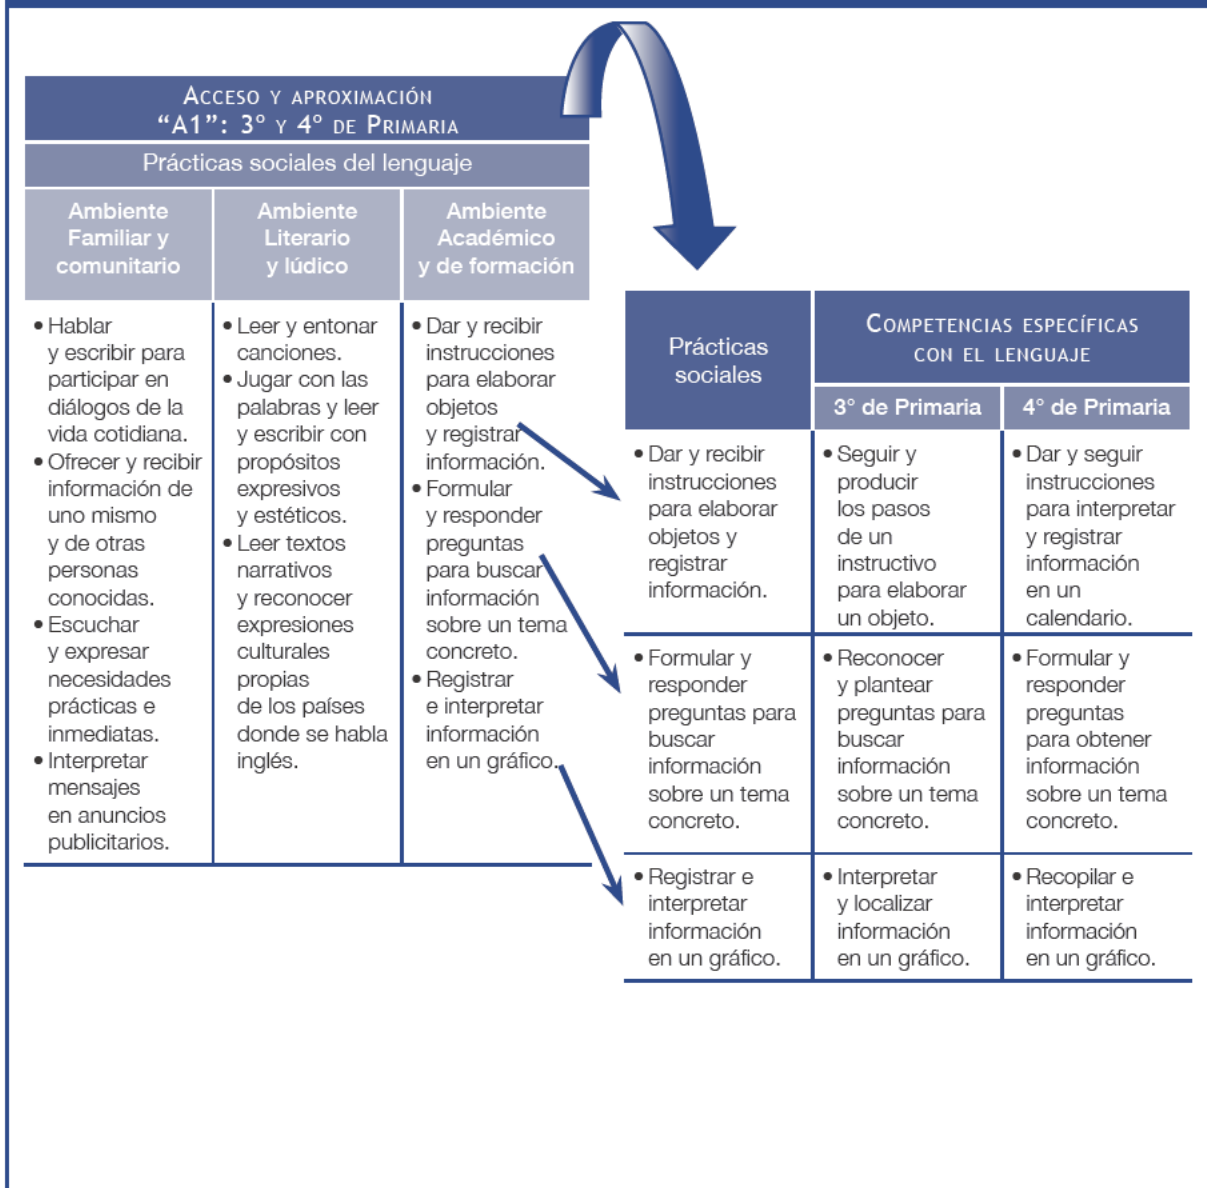 ACCESO Y APROXIMACIÓN
“A1”: 3º Y 4º DE PRIMARIA
Prácticas sociales del lenguaje
Ambiente
Familiar y
comunitario
Ambiente
Literario
y lúdico
Ambiente
Académico
y de formación
• Hablar
y escribir para
participar en
diálogos de la
vida cotidiana.
• Ofrecer y recibir
información de
uno mismo
y de otras
personas
conocidas.
• Escuchar
y expresar
necesidades
prácticas e
inmediatas.
• Interpretar
mensajes
en anuncios
publicitarios.
• Leer y entonar
canciones.
• Jugar con las
palabras y leer
y escribir con
propósitos
expresivos
y estéticos.
• Leer textos
narrativos
y reconocer
expresiones
culturales
propias
de los países
donde se habla
inglés.
• Dar y recibir
instrucciones
para elaborar
objetos
y registrar
información.
• Formular
y responder
preguntas
para buscar
información
sobre un tema
concreto.
• Registrar
e interpretar
información
en un gráfico.
Prácticas
sociales
COMPETENCIAS ESPECÍFICAS
CON EL LENGUAJE
3° de Primaria
4° de Primaria
• Dar y recibir
instrucciones
para elaborar
objetos y
registrar
información.
• Seguir y
producir
los pasos
de un
instructivo
para elaborar
un objeto.
• Dar y seguir
instrucciones
para interpretar
y registrar
información
en un
calendario.
• Formular y
responder
preguntas para
buscar
información
sobre un tema
concreto.
• Reconocer
y plantear
preguntas para
buscar
información
sobre un tema
concreto.
• Formular y
responder
preguntas
para obtener
información
sobre un tema
concreto.
• Registrar e
interpretar
información
en un gráfico.
• Interpretar
y localizar
información
en un gráfico.
• Recopilar e
interpretar
información
en un gráfico.